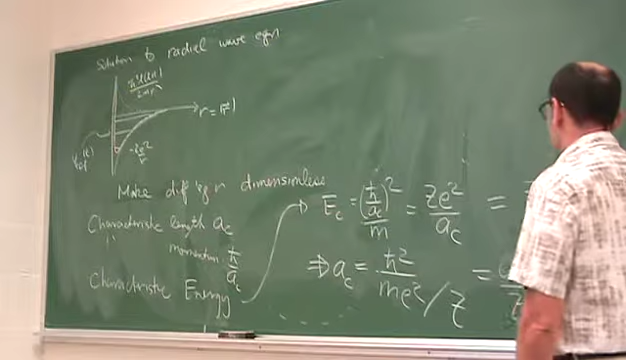 Solution to radial wave eqn
ħ²l(l+1) / 2mr²
r = |r⃗|
V_eff(r)
-Ze² / r
Make diff eqn dimensionless
Characteristic length a_c
momentum ħ/a_c
Characteristic Energy
E_c = (ħ/a_c)² / m = Ze² / a_c =
⇒ a_c = ħ² / me² / Z =